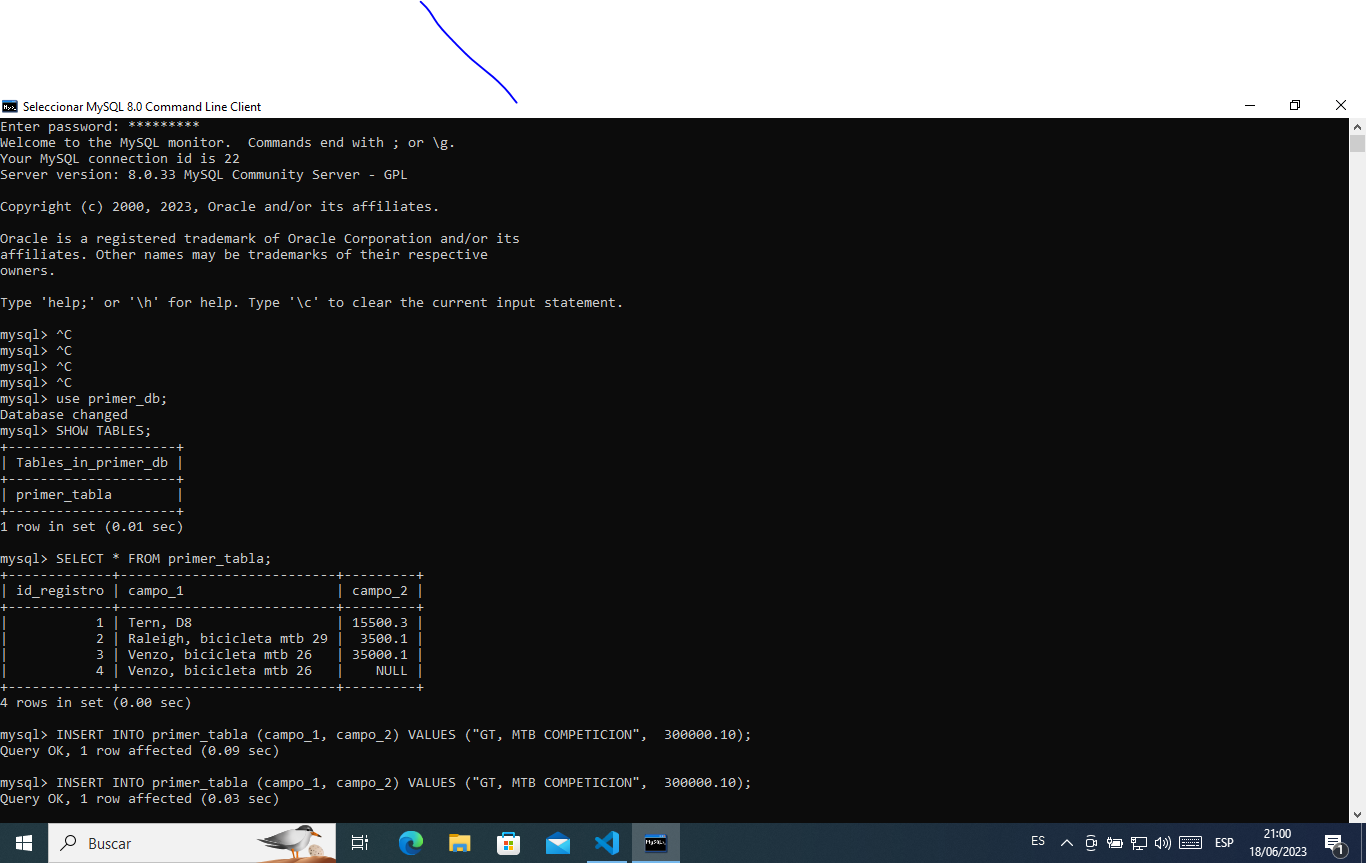 Seleccionar MySQL 8.0 Command Line Client
Enter password: *********
Welcome to the MySQL monitor.  Commands end with ; or \g.
Your MySQL connection id is 22
Server version: 8.0.33 MySQL Community Server - GPL
Copyright (c) 2000, 2023, Oracle and/or its affiliates.
Oracle is a registered trademark of Oracle Corporation and/or its
affiliates. Other names may be trademarks of their respective
owners.
Type 'help;' or '\h' for help. Type '\c' to clear the current input statement.
mysql> ^C
mysql> ^C
mysql> ^C
mysql> ^C
mysql> use primer_db;
Database changed
mysql> SHOW TABLES;
+---------------------+
| Tables_in_primer_db |
+---------------------+
| primer_tabla        |
+---------------------+
1 row in set (0.01 sec)
mysql> SELECT * FROM primer_tabla;
+-------------+---------------------------+---------+
| id_registro | campo_1                   | campo_2 |
+-------------+---------------------------+---------+
|           1 | Tern, D8                  | 15500.3 |
|           2 | Raleigh, bicicleta mtb 29 |  3500.1 |
|           3 | Venzo, bicicleta mtb 26   | 35000.1 |
|           4 | Venzo, bicicleta mtb 26   |    NULL |
+-------------+---------------------------+---------+
4 rows in set (0.00 sec)
mysql> INSERT INTO primer_tabla (campo_1, campo_2) VALUES ("GT, MTB COMPETICION",  300000.10);
Query OK, 1 row affected (0.09 sec)
mysql> INSERT INTO primer_tabla (campo_1, campo_2) VALUES ("GT, MTB COMPETICION",  300000.10);
Query OK, 1 row affected (0.03 sec)
Buscar
ES
ESP
21:00
18/06/2023
1